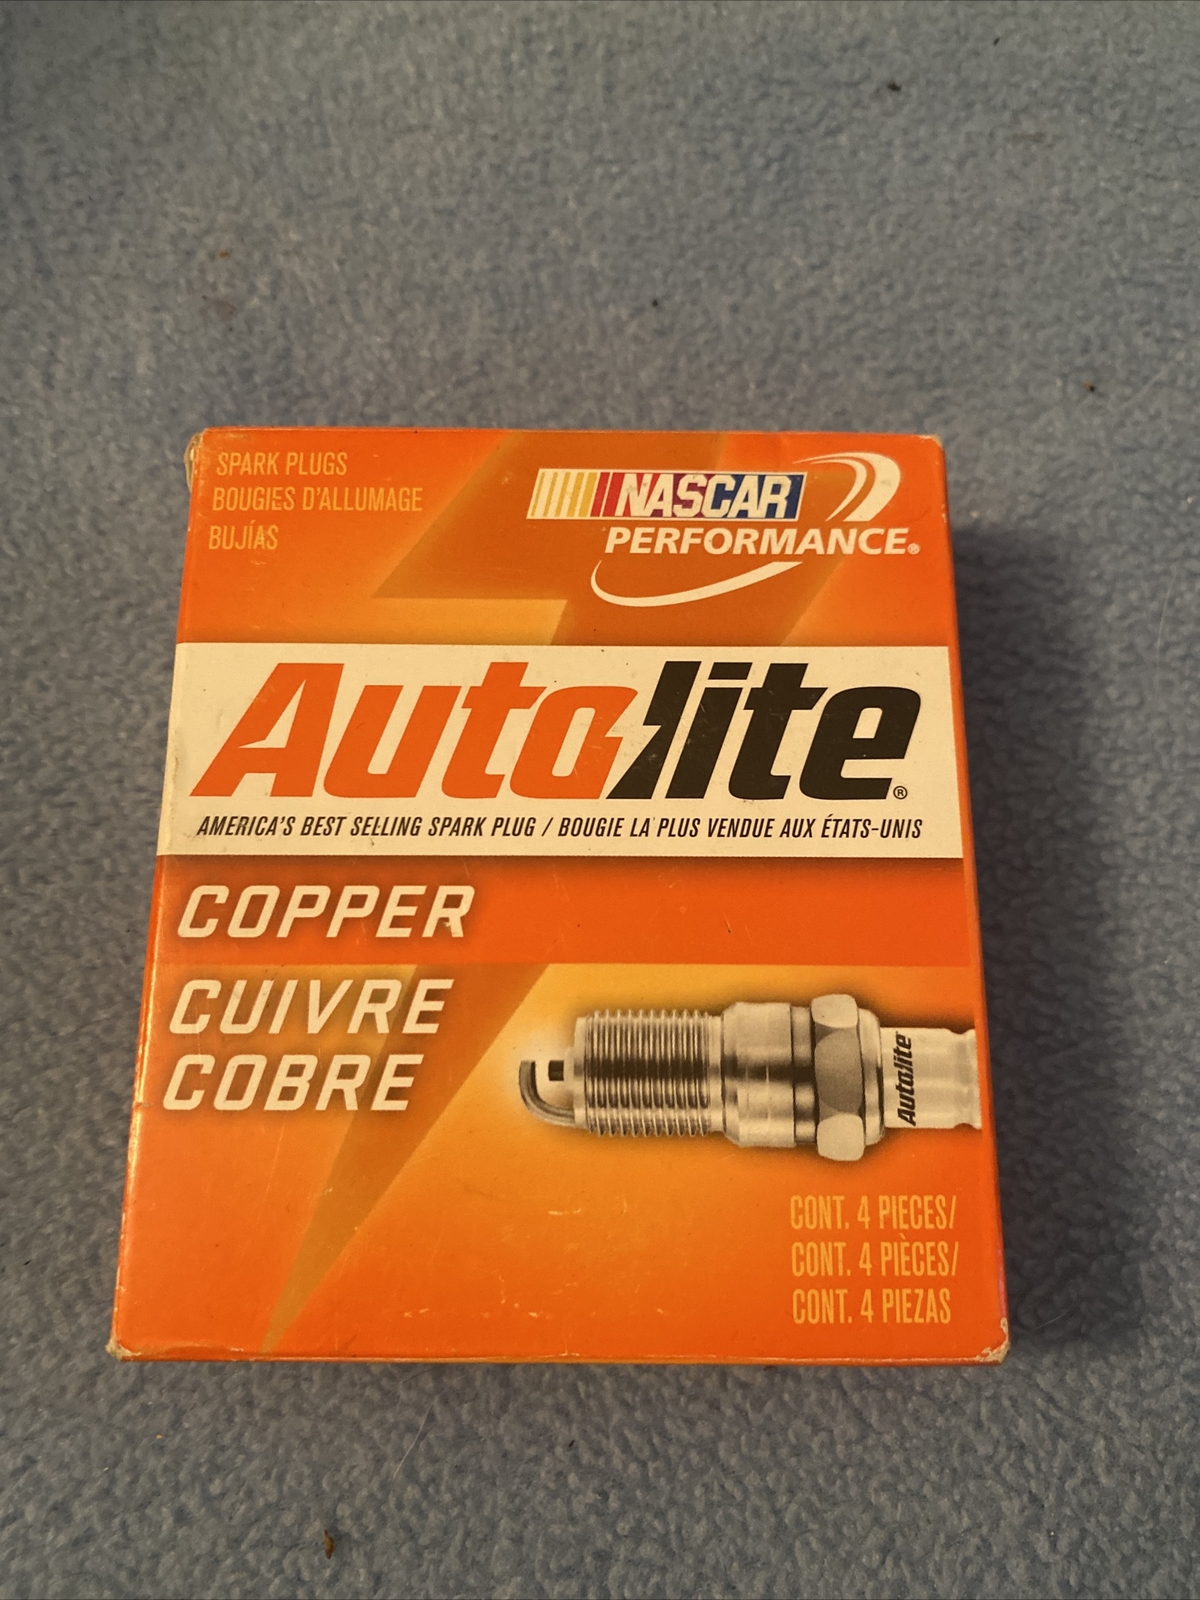 SPARK PLUGS
BOUGIES D'ALLUMAGE
BUJÍAS
NASCAR
PERFORMANCE®
Autolite®
AMERICA'S BEST SELLING SPARK PLUG / BOUGIE LA PLUS VENDUE AUX ÉTATS-UNIS
COPPER
CUIVRE
COBRE
Autolite
CONT. 4 PIECES/
CONT. 4 PIÈCES/
CONT. 4 PIEZAS